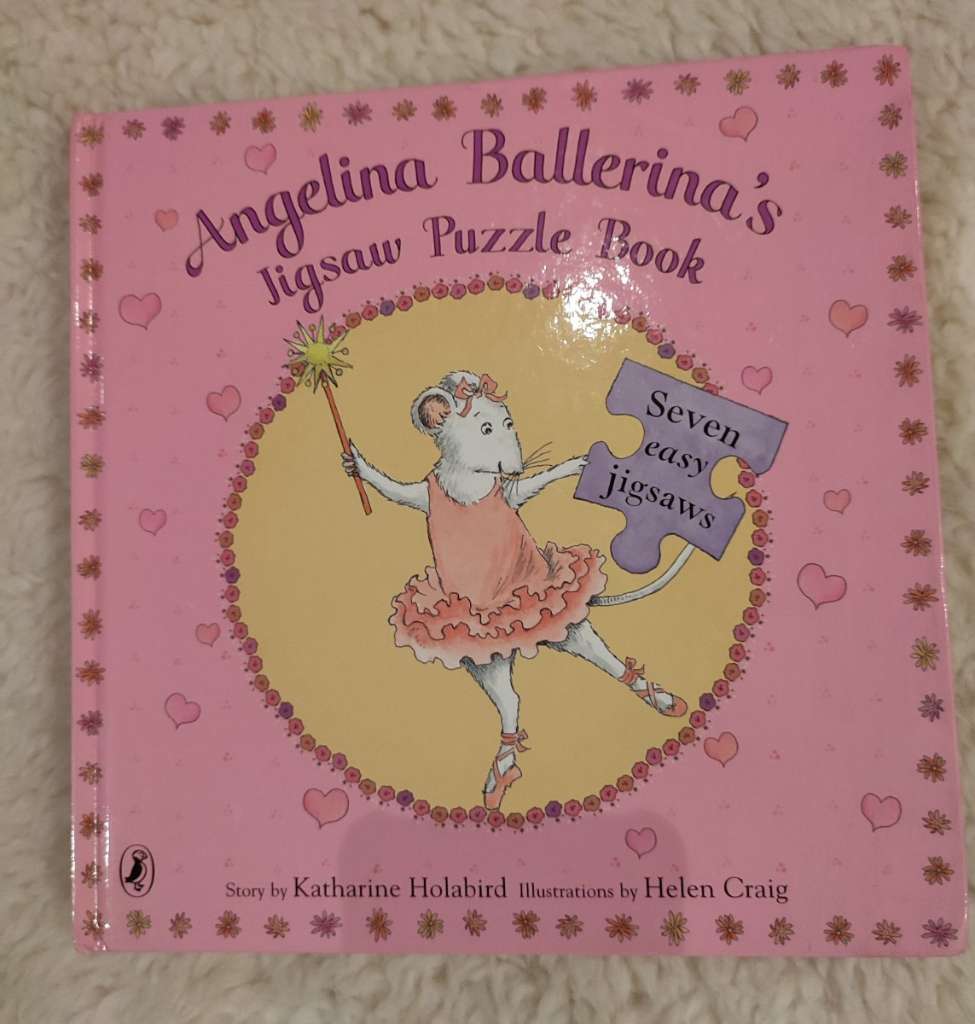 Angelina Ballerina's
Jigsaw Puzzle Book
Seven
easy
jigsaws
Story by Katharine Holabird Illustrations by Helen Craig